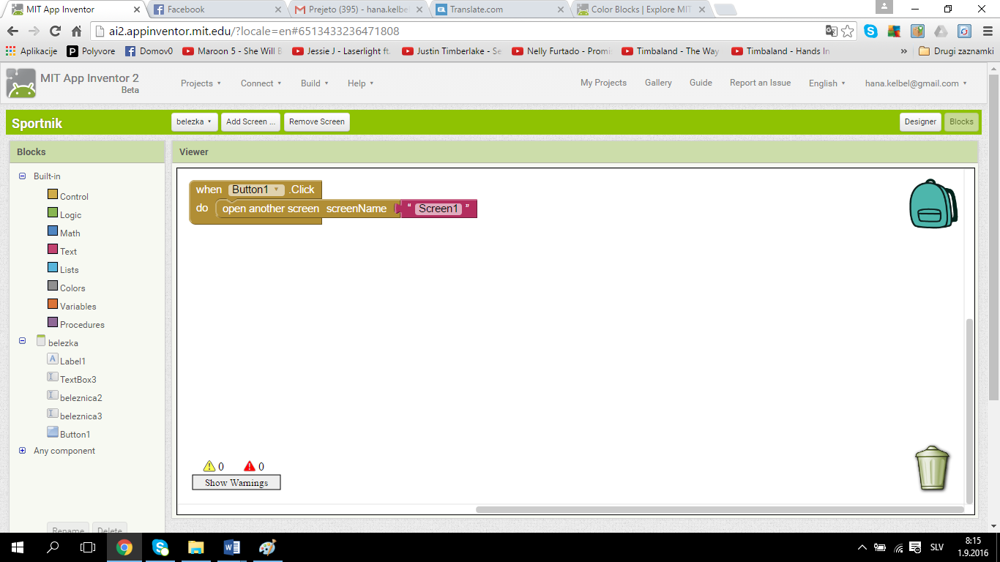 MIT App Inventor
Facebook
Prejeto (395) - hana.kelbe
Translate.com
Color Blocks | Explore MIT
ai2.appinventor.mit.edu/?locale=en#6513433236471808
Aplikacije
Polyvore
Domov0
Maroon 5 - She Will B
Jessie J - Laserlight ft.
Justin Timberlake - Se
Nelly Furtado - Promis
Timbaland - The Way
Timbaland - Hands In
» Drugi zaznamki
MIT App Inventor 2
Beta
Projects
Connect
Build
Help
My Projects
Gallery
Guide
Report an Issue
English
hana.kelbel@gmail.com
Sportnik
belezka
Add Screen ...
Remove Screen
Designer
Blocks
Blocks
Viewer
Built-in
Control
Logic
Math
Text
Lists
Colors
Variables
Procedures
belezka
Label1
TextBox3
beleznica2
beleznica3
Button1
Any component
Rename
Delete
when Button1 .Click
do open another screen screenName " Screen1 "
0
0
Show Warnings
SLV
8:15
1.9.2016